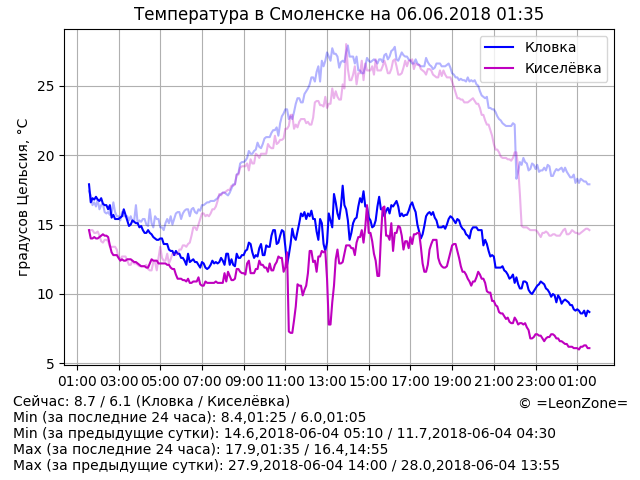 Температура в Смоленске на 06.06.2018 01:35
градусов Цельсия, °C
25
20
15
10
5
Кловка
Киселёвка
01:00 03:00 05:00 07:00 09:00 11:00 13:00 15:00 17:00 19:00 21:00 23:00 01:00
Сейчас: 8.7 / 6.1 (Кловка / Киселёвка)
© =LeonZone=
Min (за последние 24 часа): 8.4,01:25 / 6.0,01:05
Min (за предыдущие сутки): 14.6,2018-06-04 05:10 / 11.7,2018-06-04 04:30
Max (за последние 24 часа): 17.9,01:35 / 16.4,14:55
Max (за предыдущие сутки): 27.9,2018-06-04 14:00 / 28.0,2018-06-04 13:55